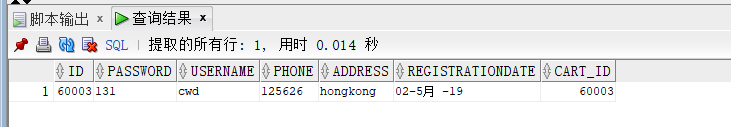 脚本输出 × 查询结果 ×
SQL | 提取的所有行: 1, 用时 0.014 秒
ID PASSWORD USERNAME PHONE ADDRESS REGISTRATIONDATE CART_ID
1 60003 131 cwd 125626 hongkong 02-5月 -19 60003